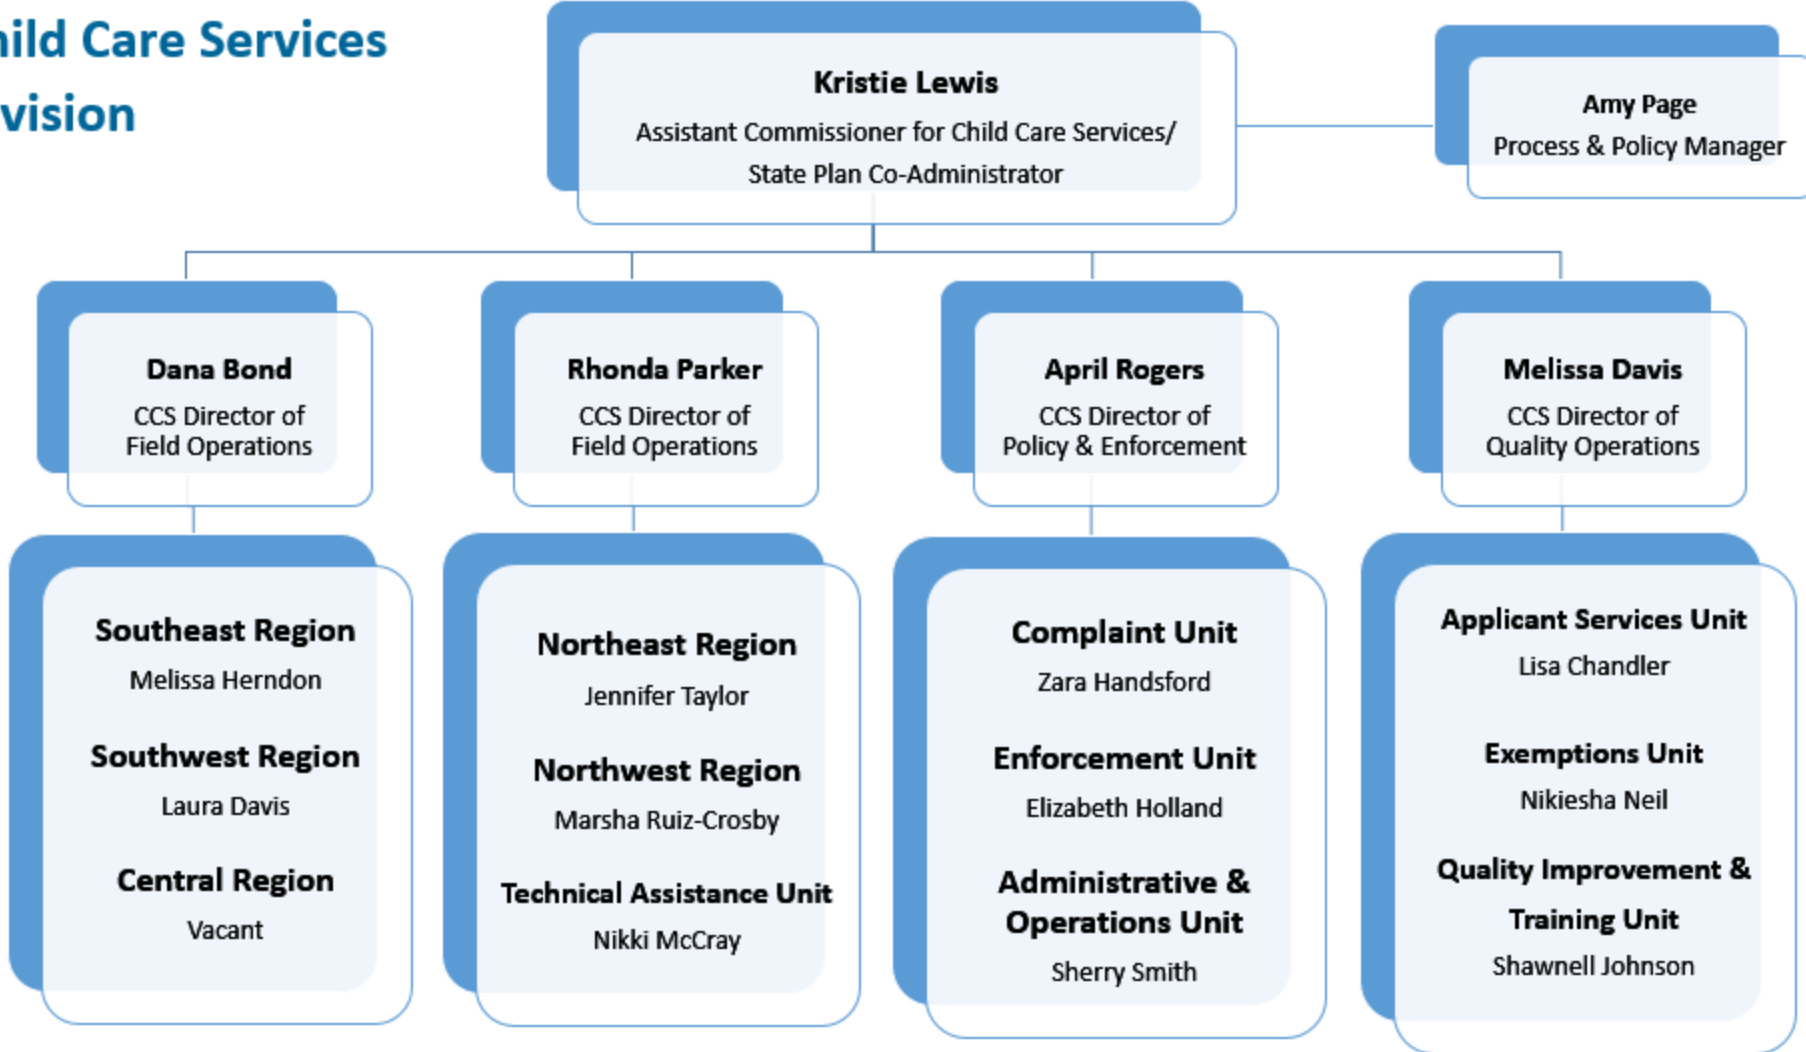 hild Care Services
vision
Kristie Lewis
Assistant Commissioner for Child Care Services/
State Plan Co-Administrator
Amy Page
Process & Policy Manager
Dana Bond
CCS Director of
Field Operations
Rhonda Parker
CCS Director of
Field Operations
April Rogers
CCS Director of
Policy & Enforcement
Melissa Davis
CCS Director of
Quality Operations
Southeast Region
Melissa Herndon
Southwest Region
Laura Davis
Central Region
Vacant
Northeast Region
Jennifer Taylor
Northwest Region
Marsha Ruiz-Crosby
Technical Assistance Unit
Nikki McCray
Complaint Unit
Zara Handsford
Enforcement Unit
Elizabeth Holland
Administrative &
Operations Unit
Sherry Smith
Applicant Services Unit
Lisa Chandler
Exemptions Unit
Nikiesha Neil
Quality Improvement &
Training Unit
Shawnell Johnson